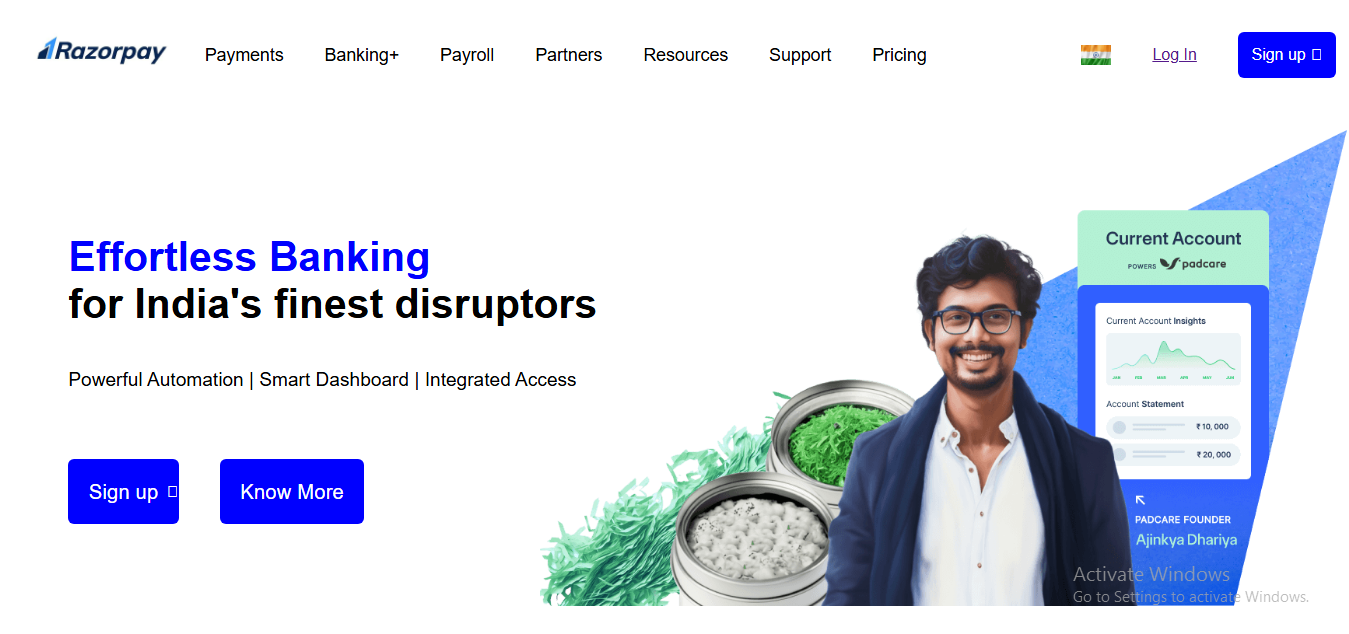 Razorpay Payments Banking+ Payroll Partners Resources Support Pricing Log In Sign up
Effortless Banking
for India's finest disruptors
Powerful Automation | Smart Dashboard | Integrated Access
Sign up Know More
Current Account
POWERS padcare
Current Account Insights
JAN FEB MAR APR MAY JUN
Account Statement
₹ 10,000
₹ 20,000
PADCARE FOUNDER
Ajinkya Dhariya
Activate Windows
Go to Settings to activate Windows.